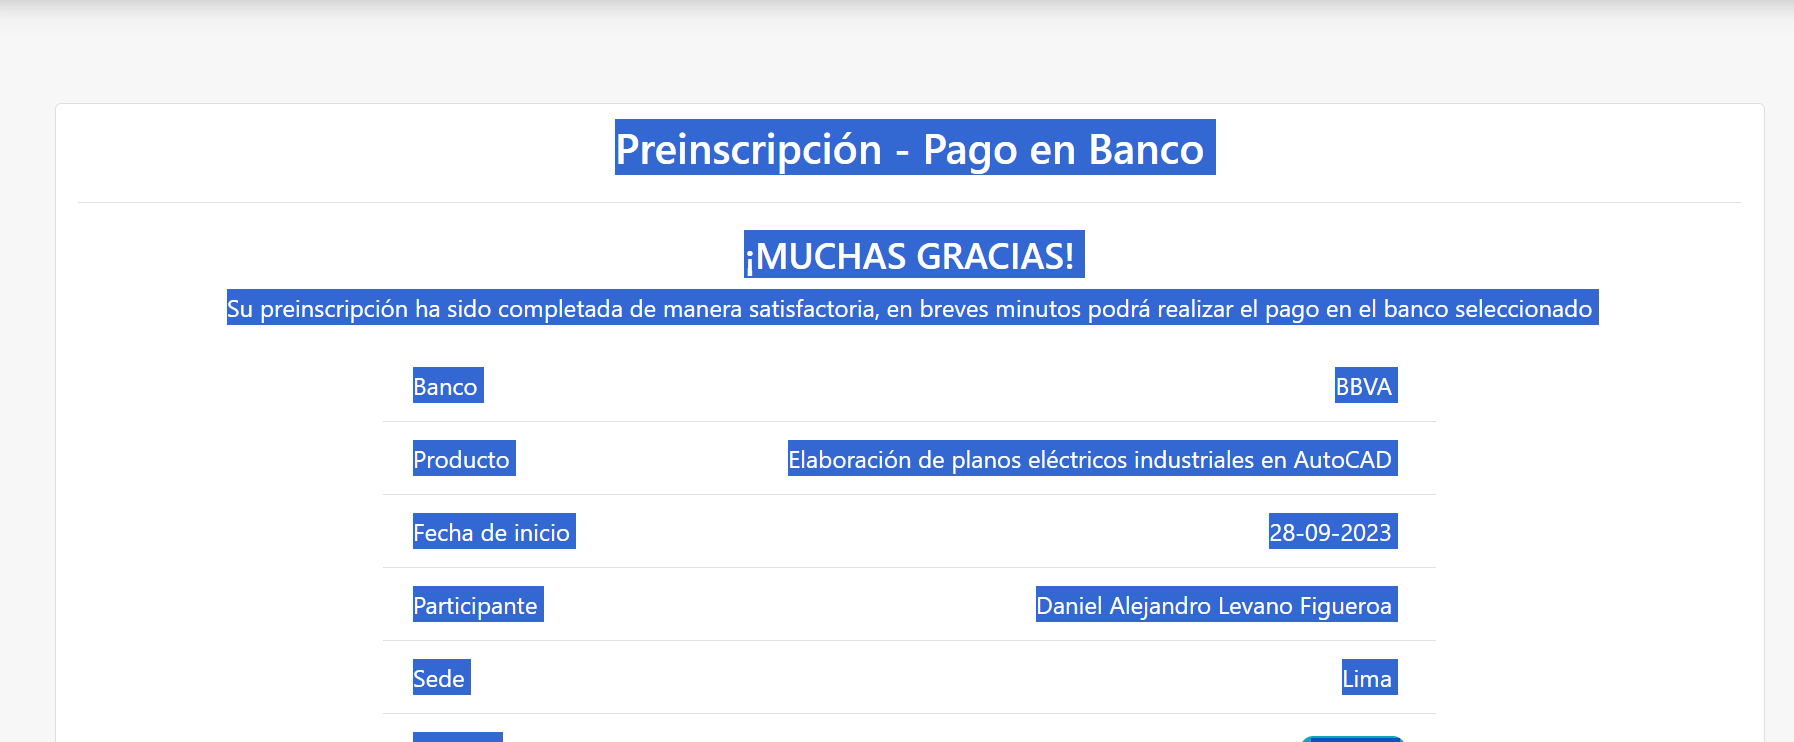 Preinscripción - Pago en Banco
¡MUCHAS GRACIAS!
Su preinscripción ha sido completada de manera satisfactoria, en breves minutos podrá realizar el pago en el banco seleccionado
Banco BBVA
Producto Elaboración de planos eléctricos industriales en AutoCAD
Fecha de inicio 28-09-2023
Participante Daniel Alejandro Levano Figueroa
Sede Lima